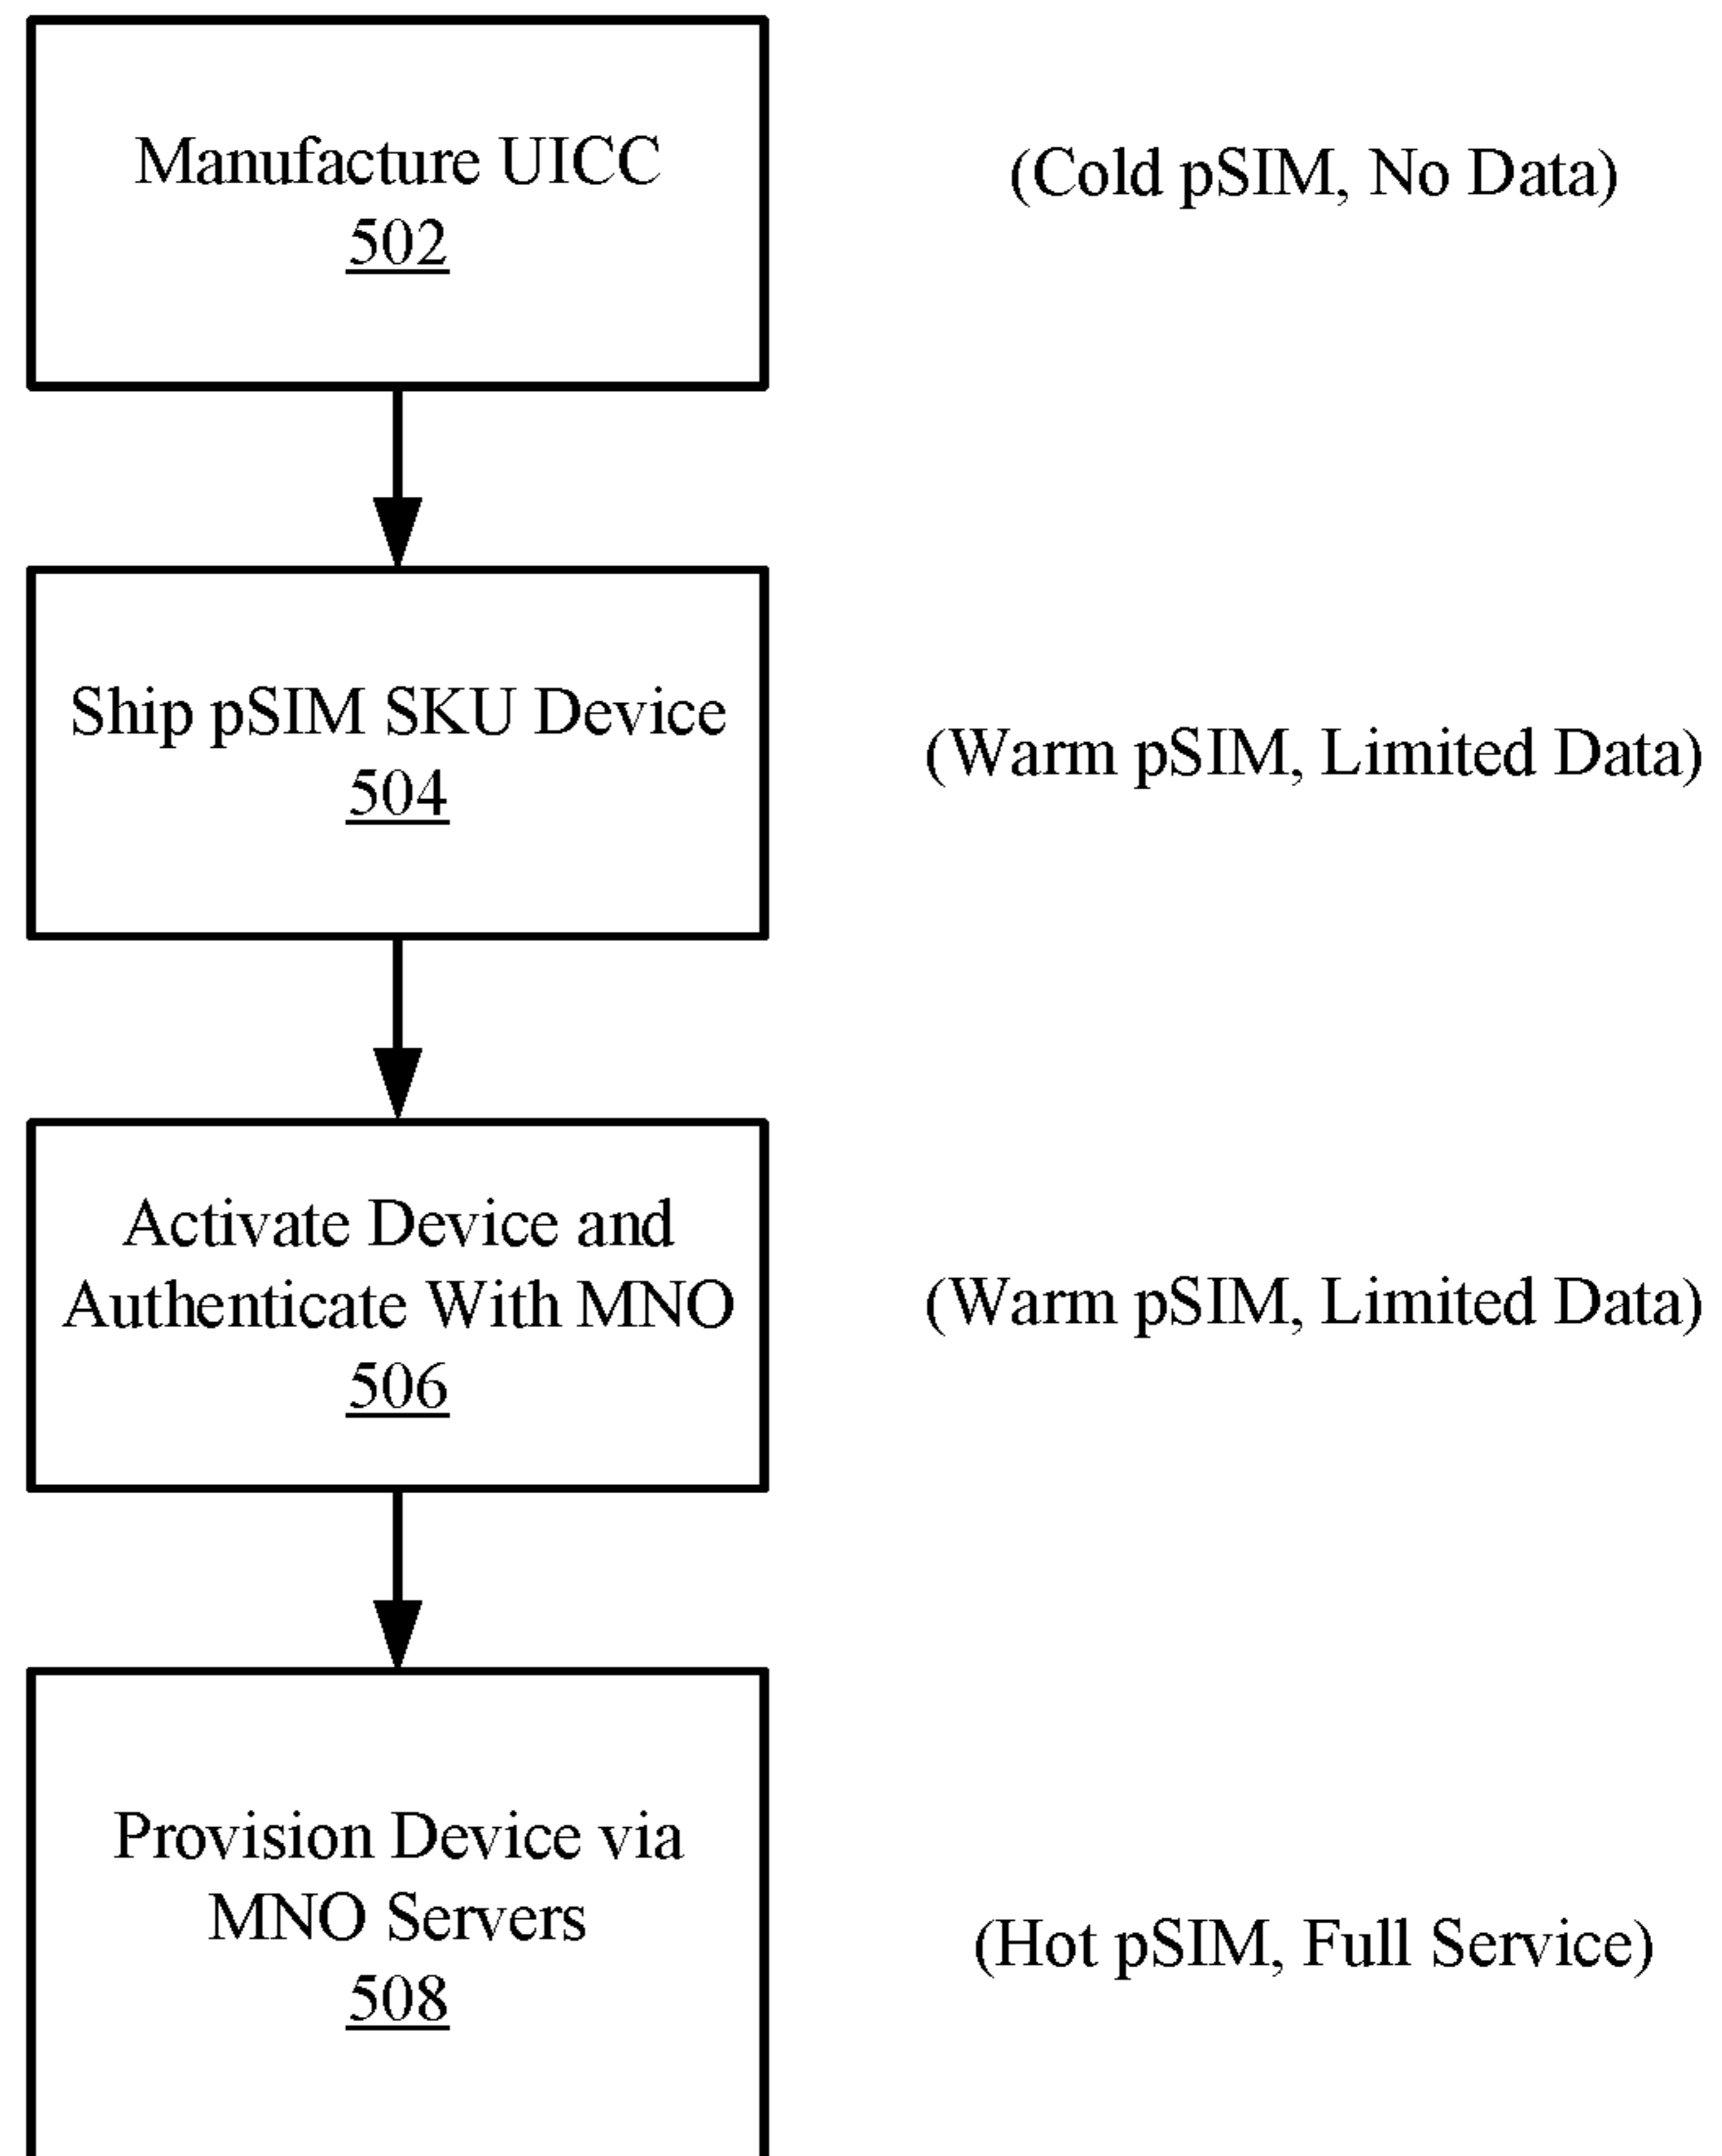 Manufacture UICC
502
(Cold pSIM, No Data)
Ship pSIM SKU Device
504
(Warm pSIM, Limited Data)
Activate Device and
Authenticate With MNO
506
(Warm pSIM, Limited Data)
Provision Device via
MNO Servers
508
(Hot pSIM, Full Service)